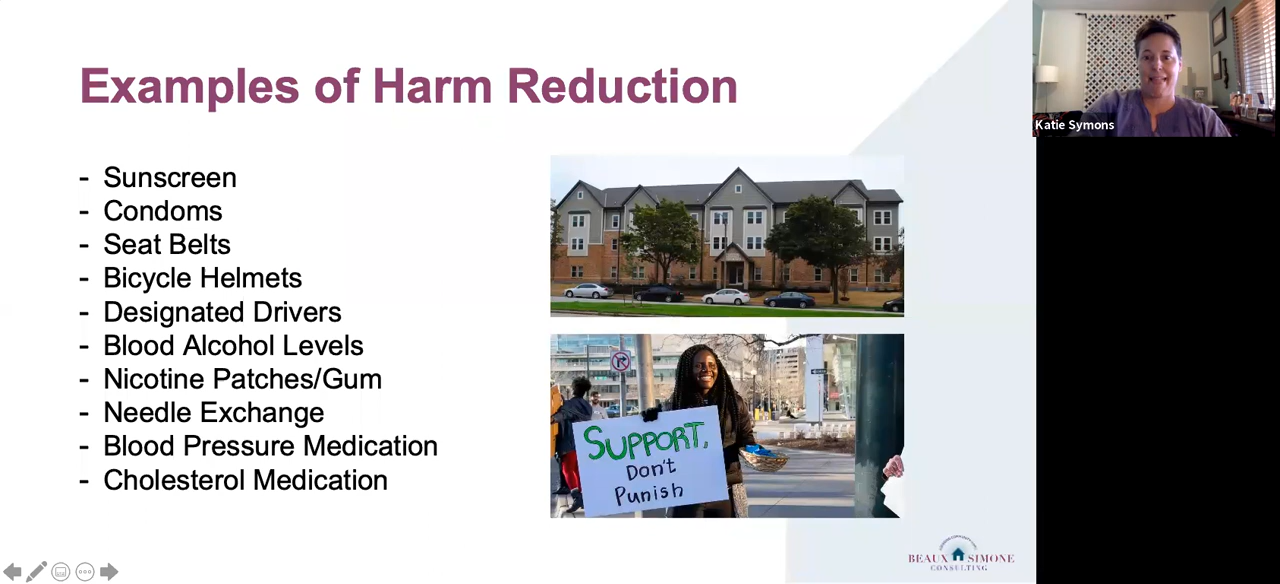 Examples of Harm Reduction
- Sunscreen
- Condoms
- Seat Belts
- Bicycle Helmets
- Designated Drivers
- Blood Alcohol Levels
- Nicotine Patches/Gum
- Needle Exchange
- Blood Pressure Medication
- Cholesterol Medication
SUPPORT,
Don't
Punish
Katie Symons
BEAUX SIMONE
CONSULTING